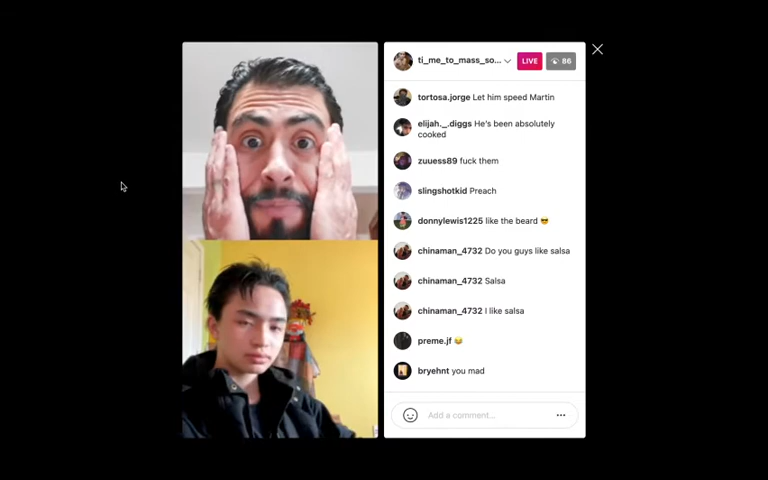 ti_me_to_mass_so...
LIVE
86
tortosa.jorge Let him speed Martin
elijah._.diggs He's been absolutely
cooked
zuuess89 fuck them
slingshotkid Preach
donnylewis1225 like the beard 😎
chinaman_4732 Do you guys like salsa
chinaman_4732 Salsa
chinaman_4732 I like salsa
preme.jf 😂
bryehnt you mad
Add a comment...